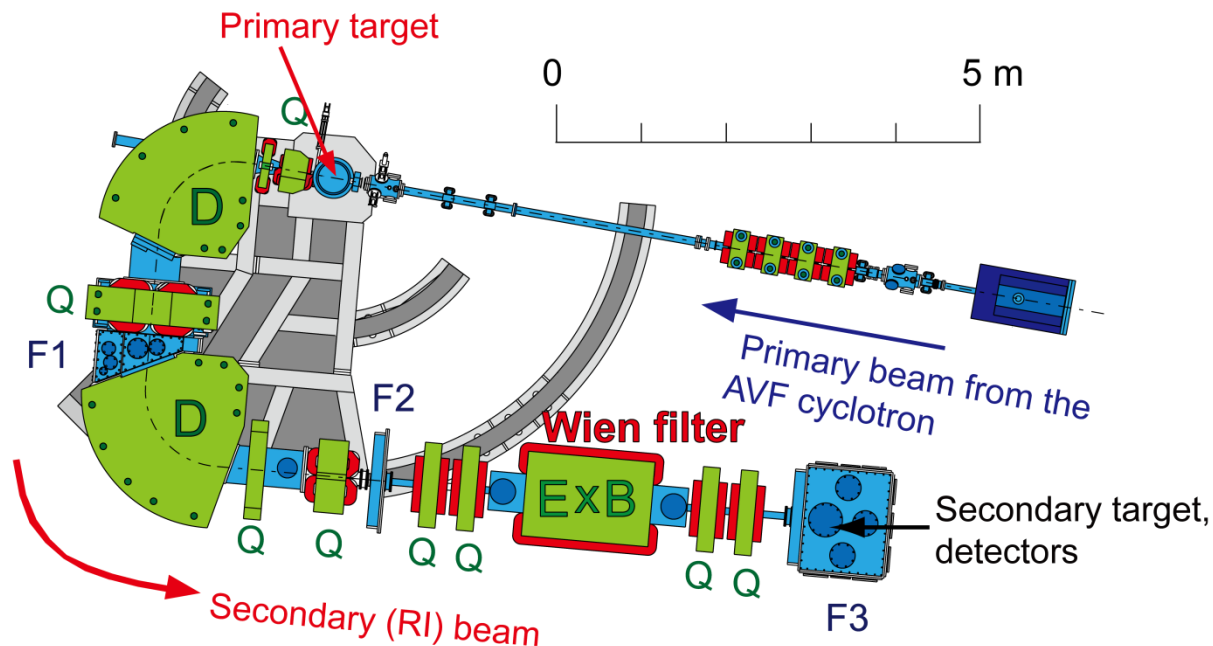 Primary target
0
5 m
Q
D
Q
F1
Primary beam from the
AVF cyclotron
F2
D
Wien filter
ExB
Secondary target,
detectors
Q
Q
Q
Q
Q
Q
F3
Secondary (RI) beam